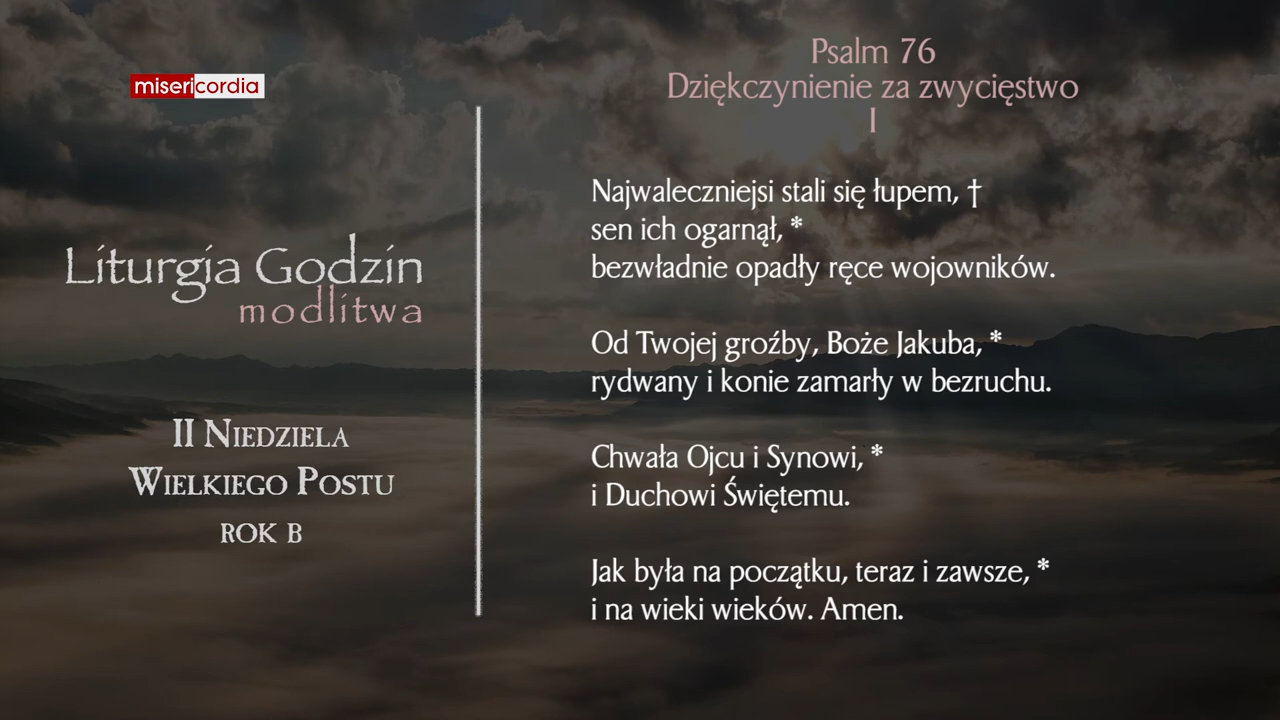 misericordia
Liturgia Godzin
modlitwa
II Niedziela
Wielkiego Postu
rok B
Psalm 76
Dziękczynienie za zwycięstwo
I
Najwaleczniejsi stali się łupem, †
sen ich ogarnął, *
bezwładnie opadły ręce wojowników.
Od Twojej groźby, Boże Jakuba, *
rydwany i konie zamarły w bezruchu.
Chwała Ojcu i Synowi, *
i Duchowi Świętemu.
Jak była na początku, teraz i zawsze, *
i na wieki wieków. Amen.